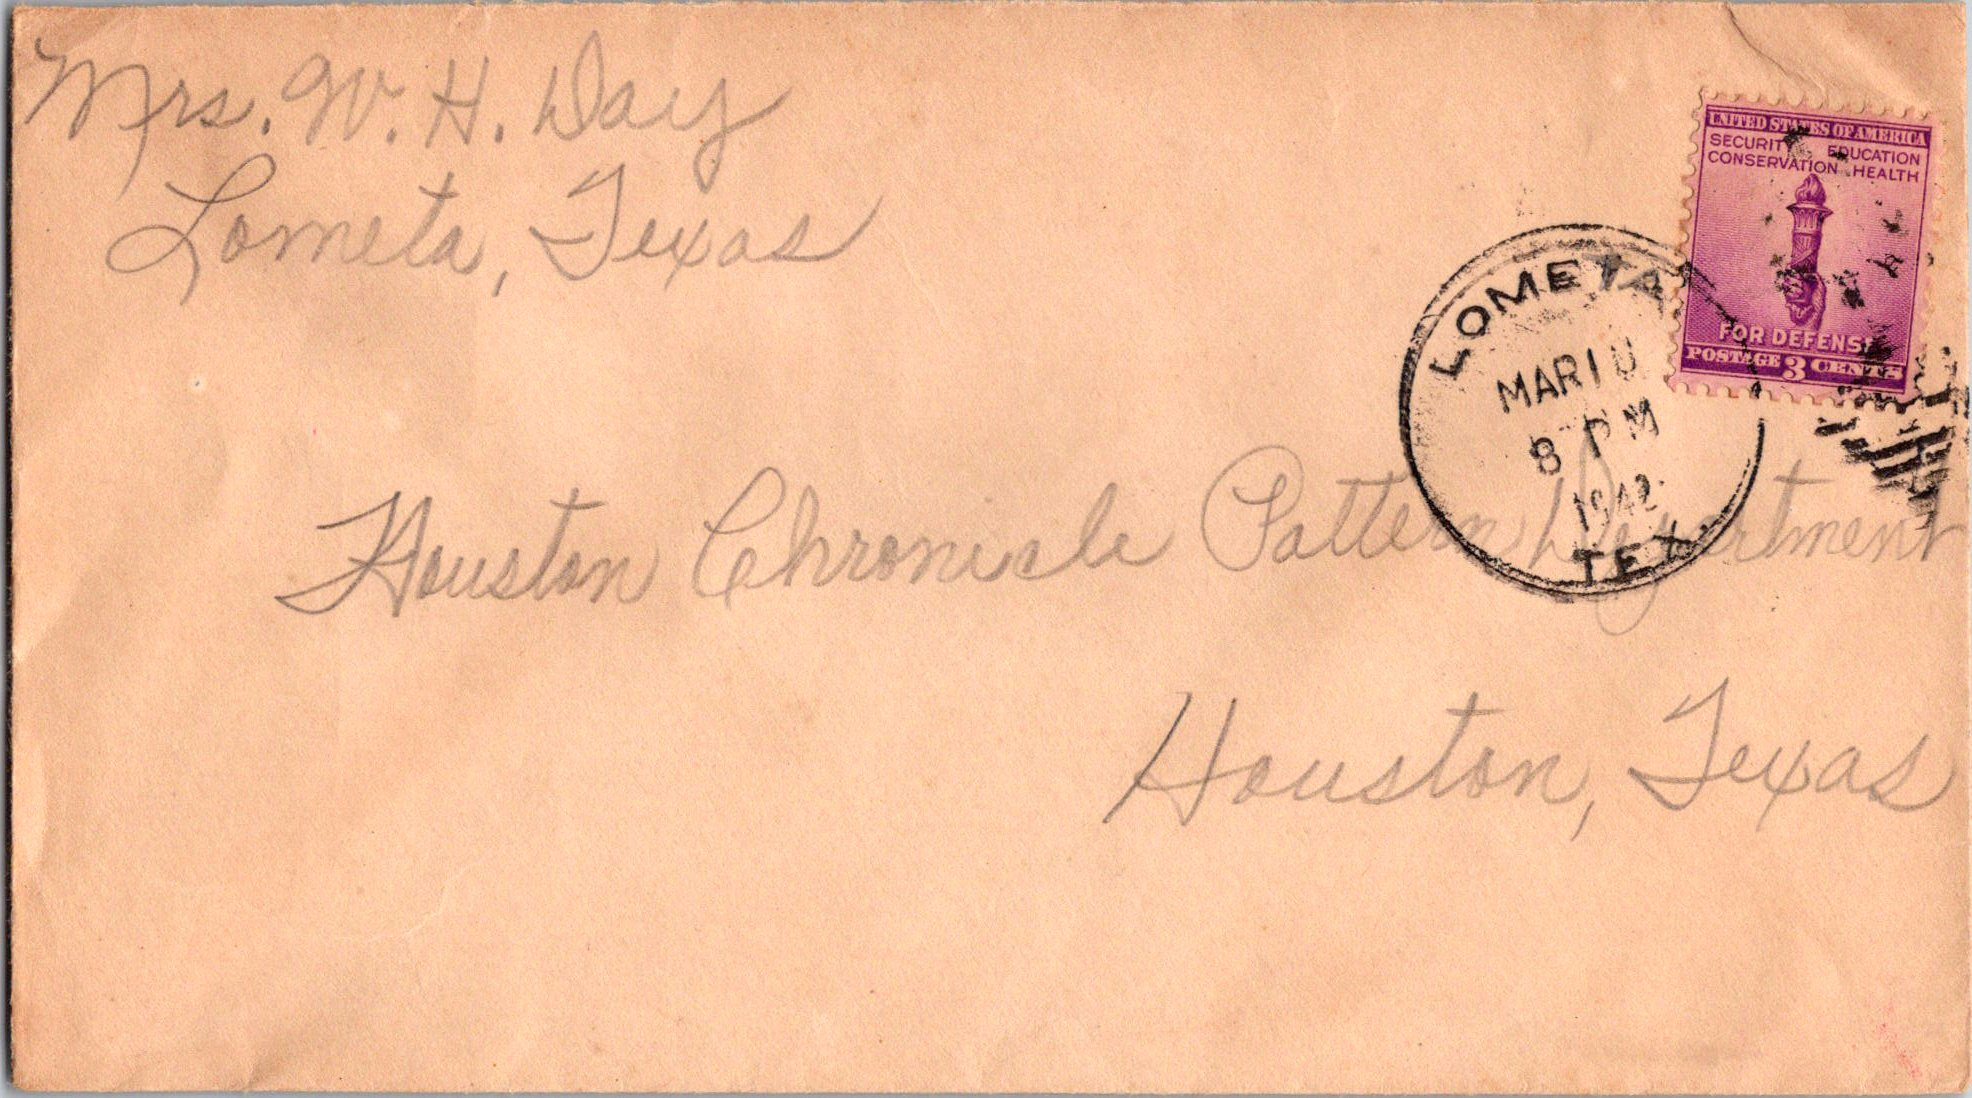 Mrs. W. H. Day
Lometa, Texas
UNITED STATES OF AMERICA
SECURITY EDUCATION
CONSERVATION HEALTH
FOR DEFENSE
POSTAGE 3 CENTS
LOMETA
MAR 10
8 PM
1942
TEX.
Houston Chronicle Pattern Department
Houston, Texas